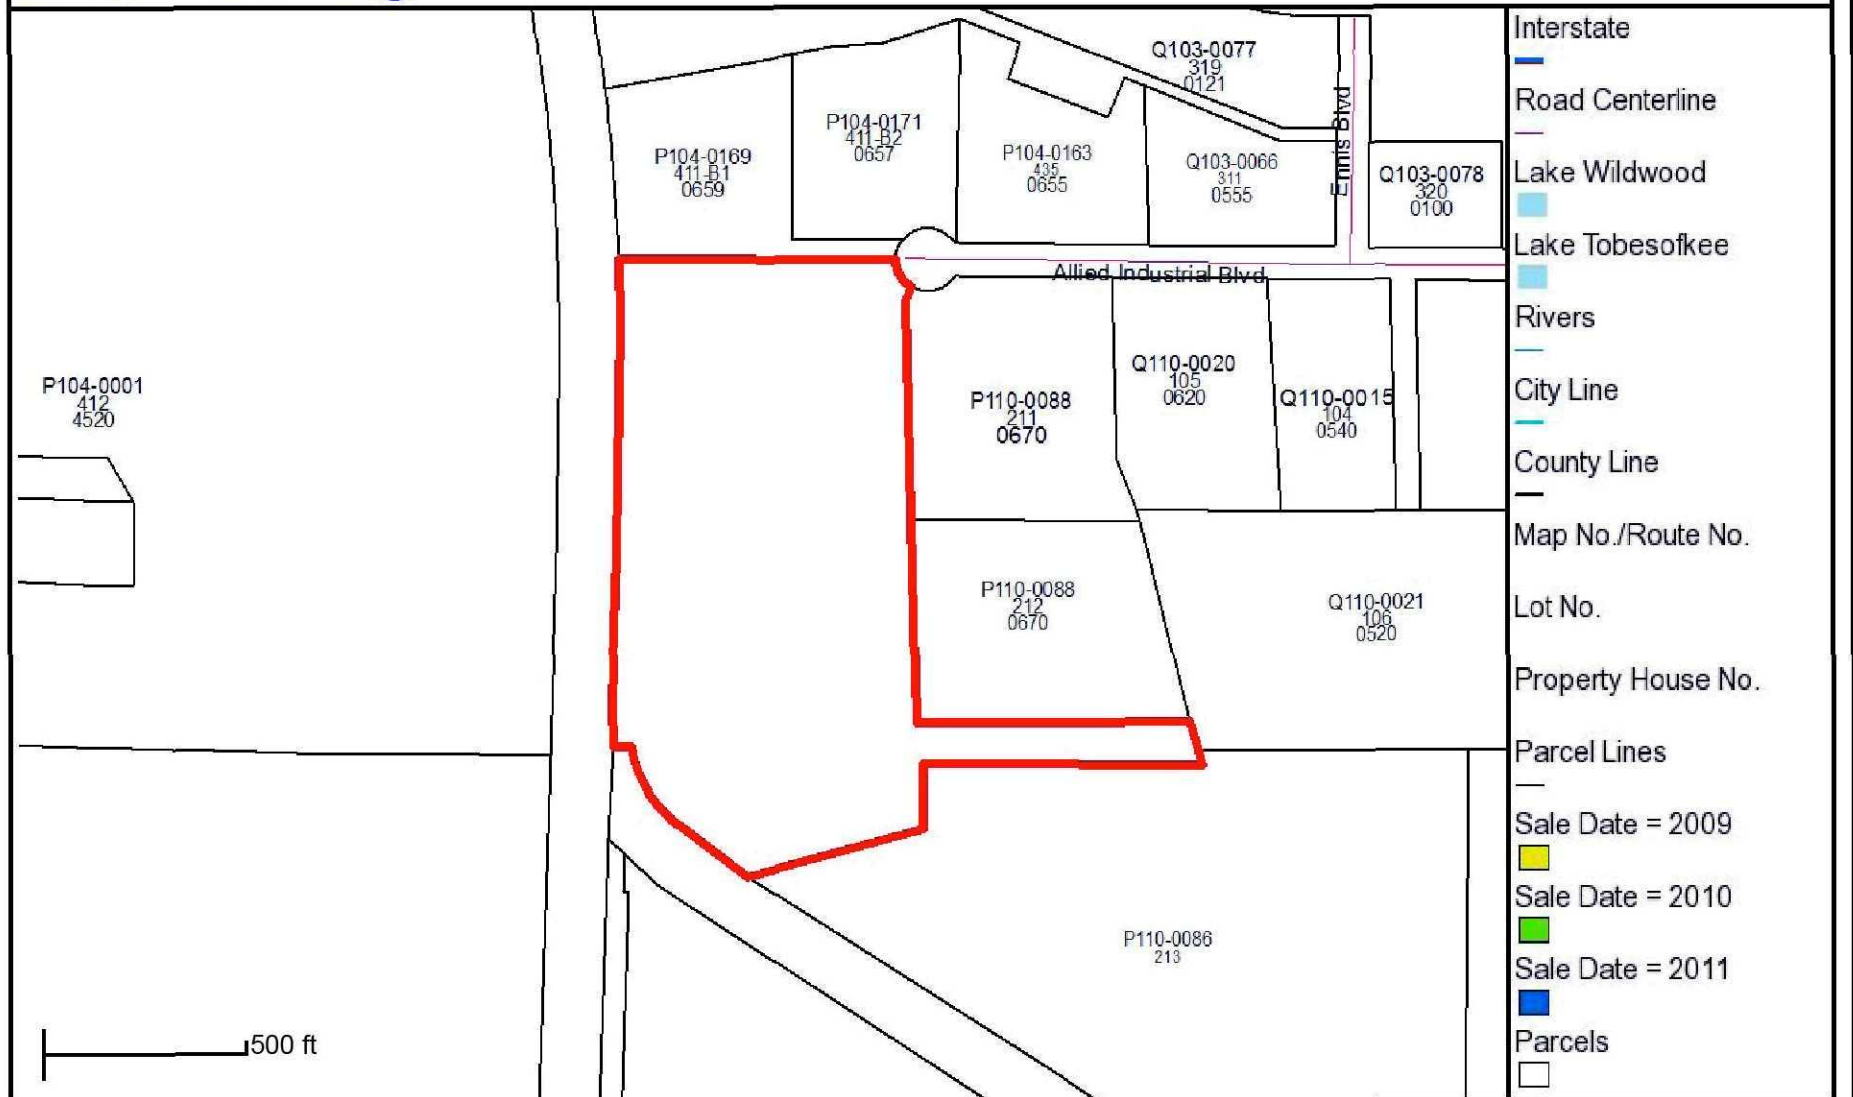 Q103-0077
319
0121
P104-0171
411-B2
0657
P104-0169
411-B1
0659
P104-0163
435
0655
Q103-0066
311
0555
Ennis Blvd
Q103-0078
320
0100
Allied Industrial Blvd
P104-0001
412
4520
P110-0088
211
0670
Q110-0020
105
0620
Q110-0015
104
0540
P110-0088
212
0670
Q110-0021
106
0520
P110-0086
213
500 ft
Interstate
Road Centerline
Lake Wildwood
Lake Tobesofkee
Rivers
City Line
County Line
Map No./Route No.
Lot No.
Property House No.
Parcel Lines
Sale Date = 2009
Sale Date = 2010
Sale Date = 2011
Parcels